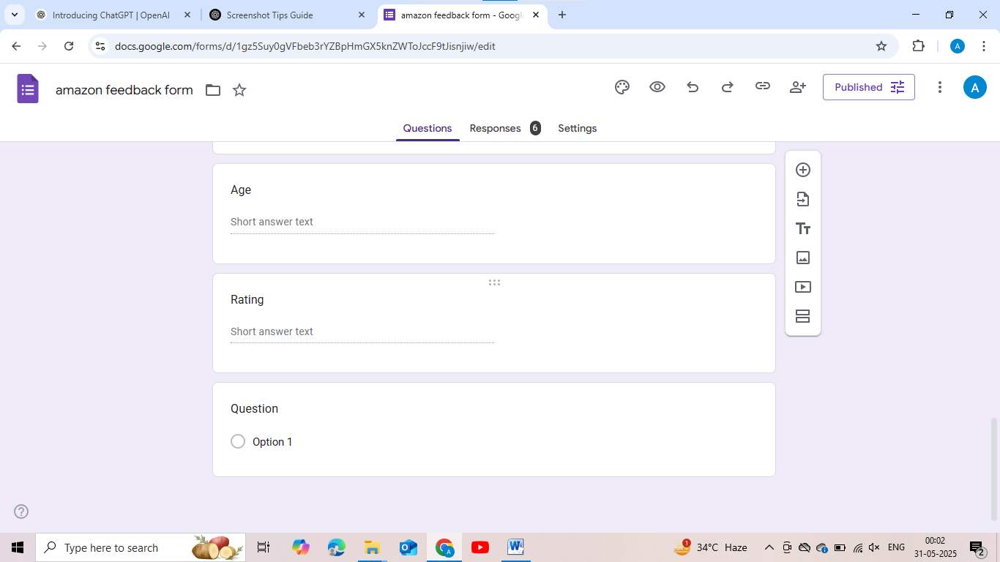 Introducing ChatGPT | OpenAI
Screenshot Tips Guide
amazon feedback form - Googl
docs.google.com/forms/d/1gz5Suy0gVFbeb3rYZBpHmGX5knZWToJccF9tJisnjiw/edit
A
amazon feedback form
Published
A
Questions
Responses 6
Settings
Age
Short answer text
Rating
Short answer text
Question
Option 1
Type here to search
34°C Haze
ENG
00:02
31-05-2025
2